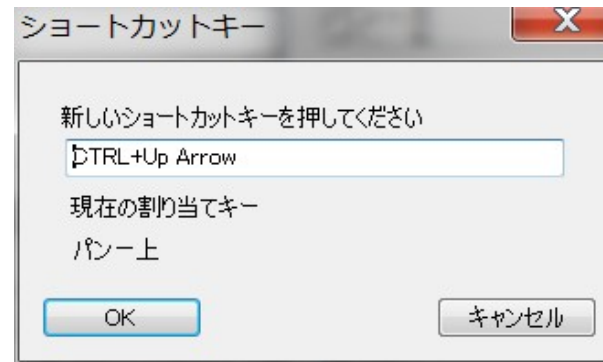 ショートカットキー
新しいショートカットキーを押してください
CTRL+Up Arrow
現在の割り当てキー
パンー上
OK
キャンセル